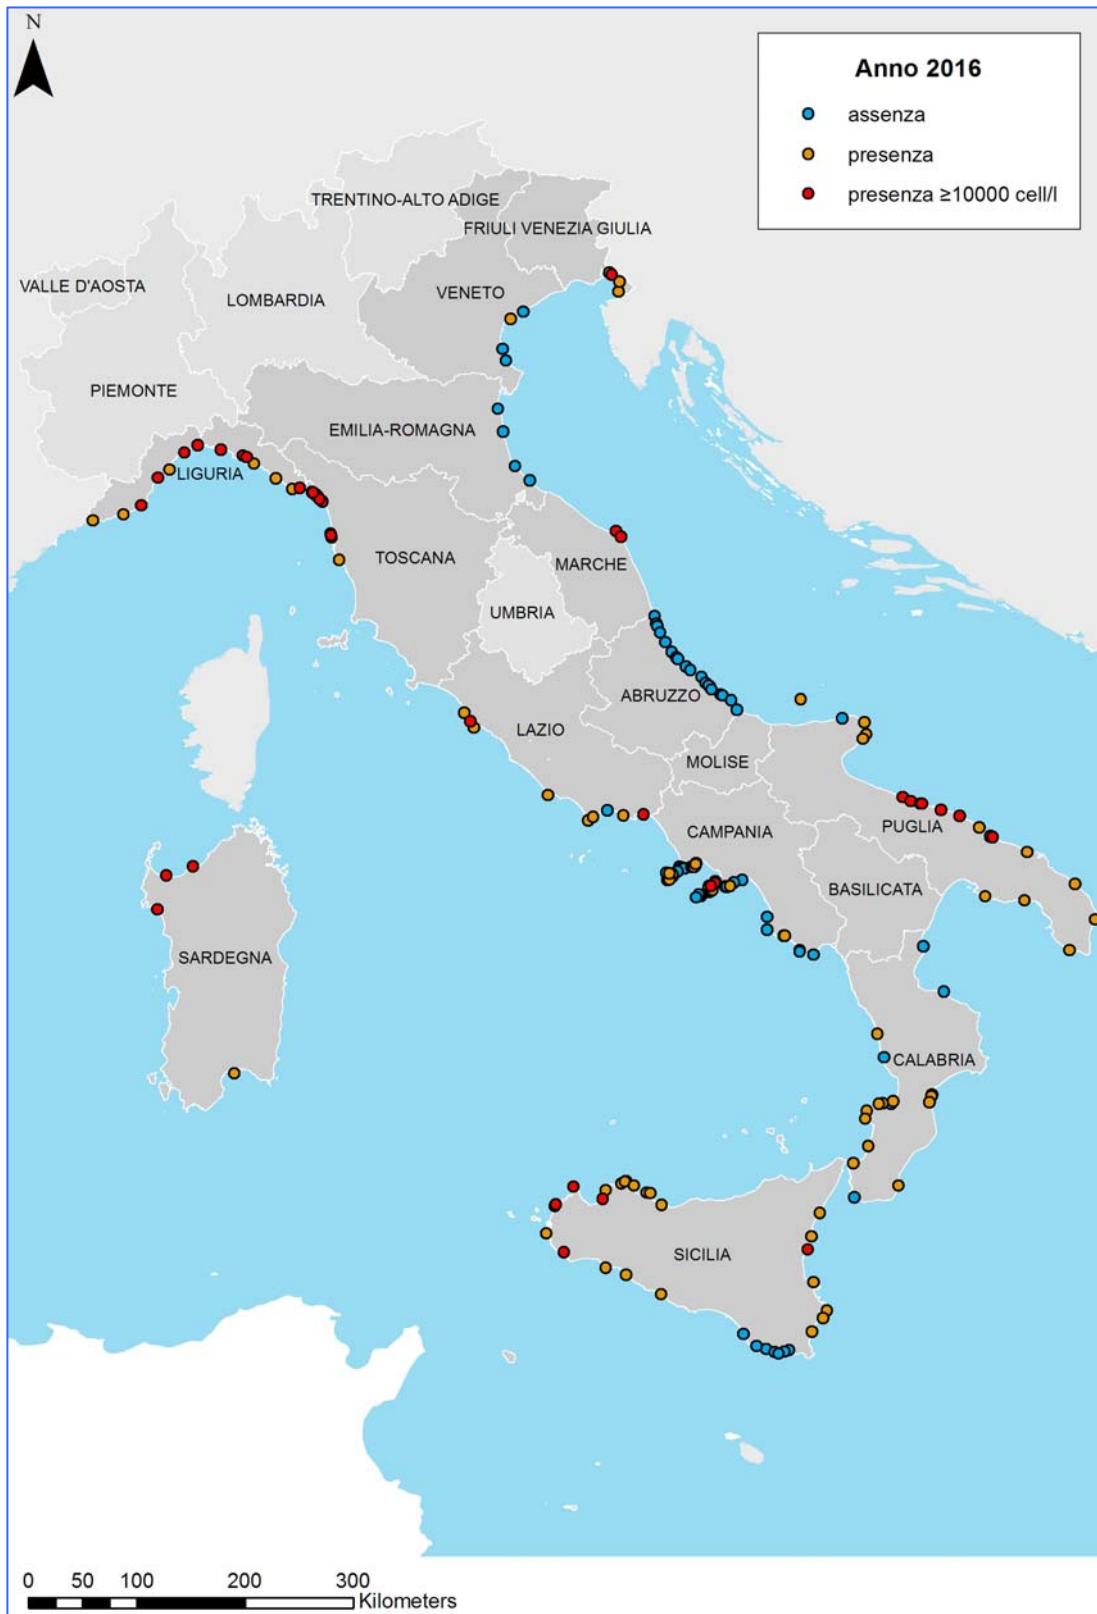 N
Anno 2016
assenza
presenza
presenza ≥10000 cell/l
TRENTINO-ALTO ADIGE
FRIULI VENEZIA GIULIA
VALLE D'AOSTA
LOMBARDIA
VENETO
PIEMONTE
EMILIA-ROMAGNA
LIGURIA
TOSCANA
MARCHE
UMBRIA
ABRUZZO
LAZIO
MOLISE
CAMPANIA
PUGLIA
BASILICATA
SARDEGNA
CALABRIA
SICILIA
0 50 100 200 300
Kilometers